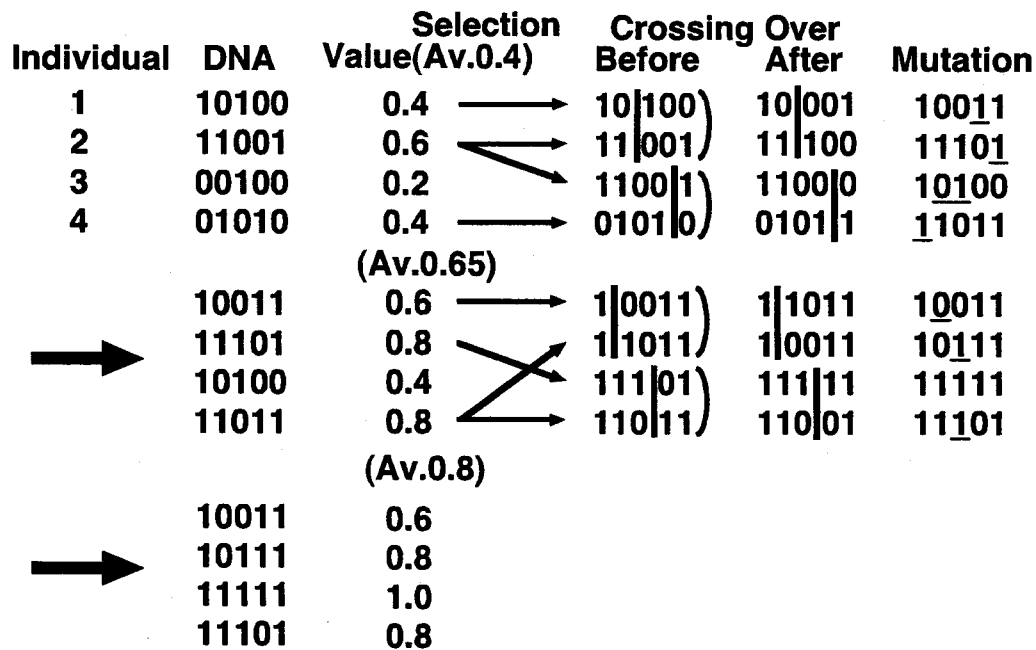 Selection Crossing Over
Individual DNA Value(Av.0.4) Before After Mutation
1 10100 0.4 10 100 10 001 10011
2 11001 0.6 11 001 11 100 11101
3 00100 0.2 1100 1 1100 0 10100
4 01010 0.4 0101 0 0101 1 11011
(Av.0.65)
10011 0.6 1 0011 1 1011 10011
11101 0.8 1 1011 1 0011 10111
10100 0.4 111 01 111 11 11111
11011 0.8 110 11 110 01 11101
(Av.0.8)
10011 0.6
10111 0.8
11111 1.0
11101 0.8